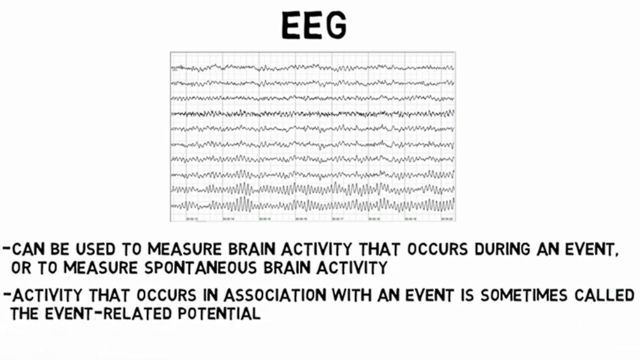 EEG
-CAN BE USED TO MEASURE BRAIN ACTIVITY THAT OCCURS DURING AN EVENT,
OR TO MEASURE SPONTANEOUS BRAIN ACTIVITY
-ACTIVITY THAT OCCURS IN ASSOCIATION WITH AN EVENT IS SOMETIMES CALLED
THE EVENT-RELATED POTENTIAL